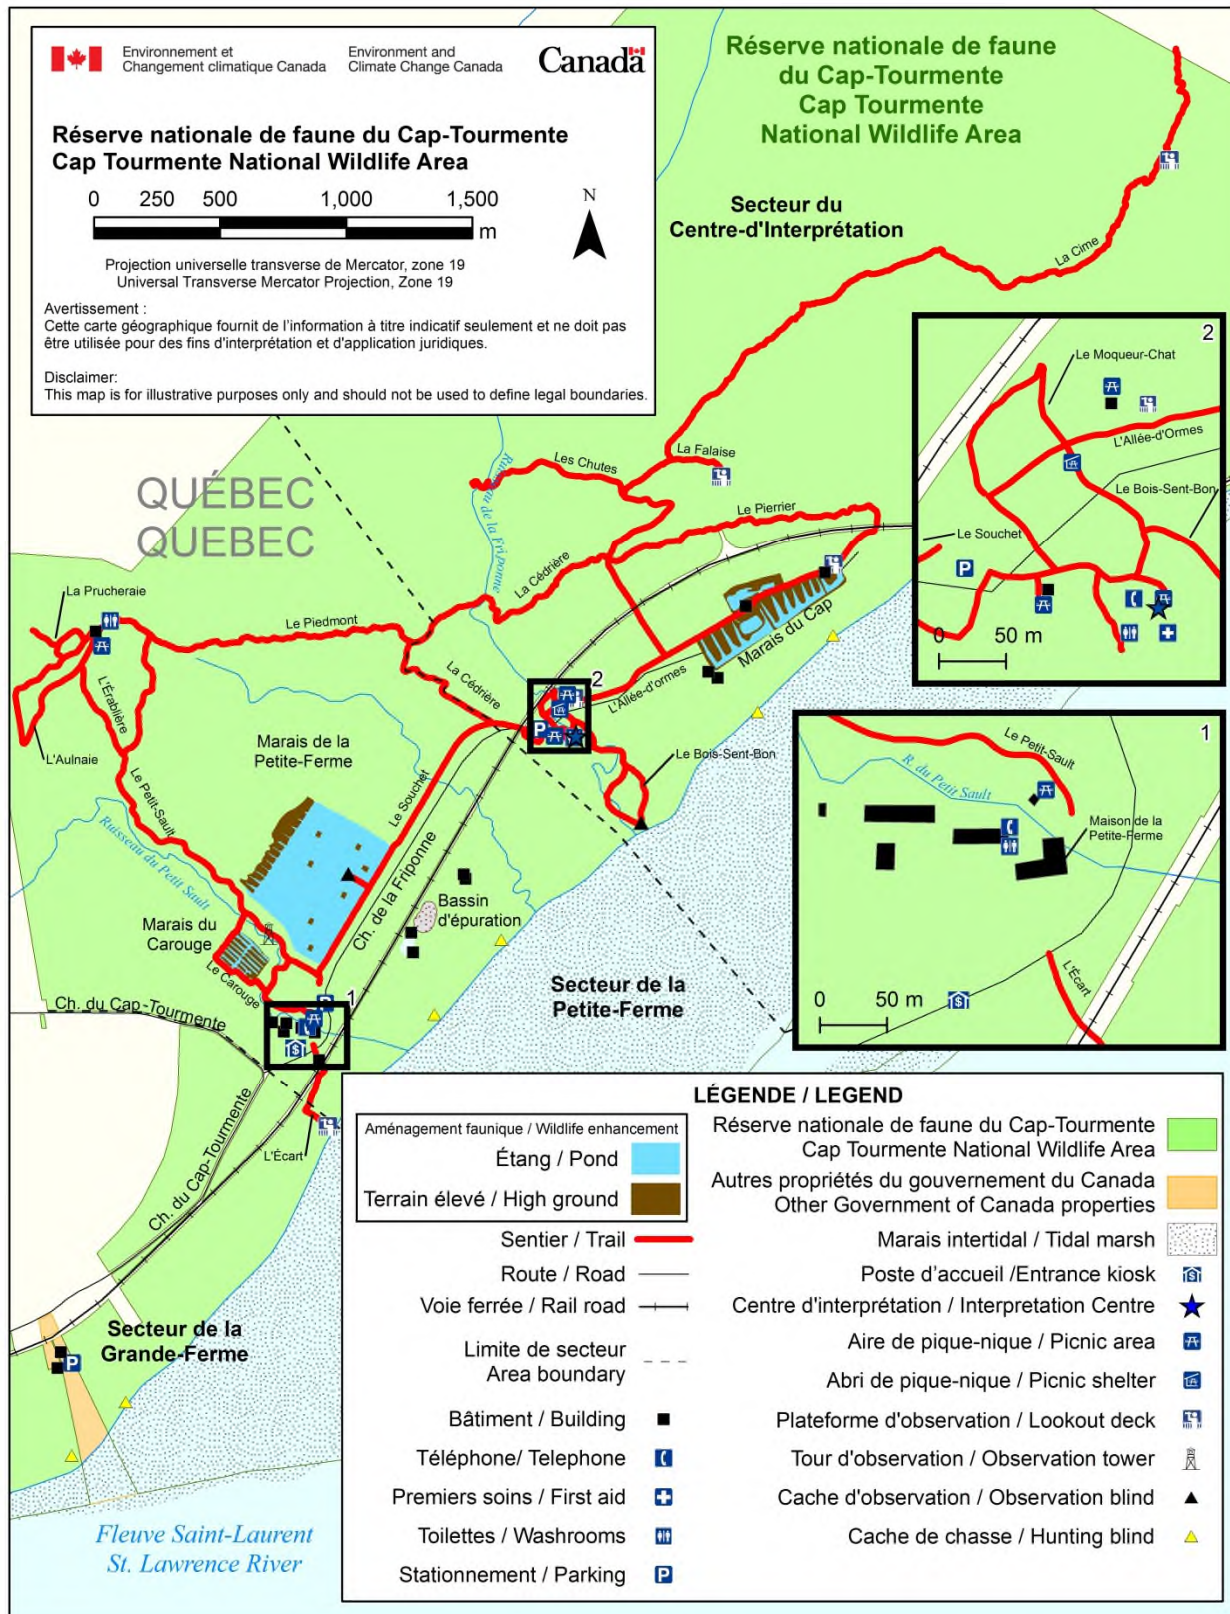 Environnement et
Changement climatique Canada
Environment and
Climate Change Canada
Canada
Réserve nationale de faune du Cap-Tourmente
Cap Tourmente National Wildlife Area
0 250 500 1,000 1,500
m
N
Projection universelle transverse de Mercator, zone 19
Universal Transverse Mercator Projection, Zone 19
Avertissement :
Cette carte géographique fournit de l'information à titre indicatif seulement et ne doit pas
être utilisée pour des fins d'interprétation et d'application juridiques.
Disclaimer:
This map is for illustrative purposes only and should not be used to define legal boundaries.
Réserve nationale de faune
du Cap-Tourmente
Cap Tourmente
National Wildlife Area
Secteur du
Centre-d'Interprétation
La Cime
QUÉBEC
QUEBEC
Ruisseau de la Friponne
Les Chutes
La Falaise
Le Pierrier
La Cédrière
La Prucheraie
Le Piedmont
La Cédrière
L'Érablière
L'Aulnaie
Marais de la
Petite-Ferme
Le Petit-Sault
Le Souchet
Ch. de la Friponne
Ruisseau du Petit Sault
Marais du
Carouge
Le Carouge
Ch. du Cap-Tourmente
Bassin
d'épuration
Marais du Cap
L'Allée-d'ormes
2
Le Bois-Sent-Bon
Secteur de la
Petite-Ferme
1
L'Écart
Ch. du Cap-Tourmente
Secteur de la
Grande-Ferme
Fleuve Saint-Laurent
St. Lawrence River
2
Le Moqueur-Chat
L'Allée-d'Ormes
Le Bois-Sent-Bon
Le Souchet
P
0 50 m
1
Le Petit-Sault
R. du Petit Sault
Maison de la
Petite-Ferme
L'Écart
0 50 m
LÉGENDE / LEGEND
Aménagement faunique / Wildlife enhancement
Étang / Pond
Terrain élevé / High ground
Sentier / Trail
Route / Road
Voie ferrée / Rail road
Limite de secteur
Area boundary
Bâtiment / Building
Téléphone/ Telephone
Premiers soins / First aid
Toilettes / Washrooms
Stationnement / Parking
P
Réserve nationale de faune du Cap-Tourmente
Cap Tourmente National Wildlife Area
Autres propriétés du gouvernement du Canada
Other Government of Canada properties
Marais intertidal / Tidal marsh
Poste d'accueil /Entrance kiosk
Centre d'interprétation / Interpretation Centre
Aire de pique-nique / Picnic area
Abri de pique-nique / Picnic shelter
Plateforme d'observation / Lookout deck
Tour d'observation / Observation tower
Cache d'observation / Observation blind
Cache de chasse / Hunting blind